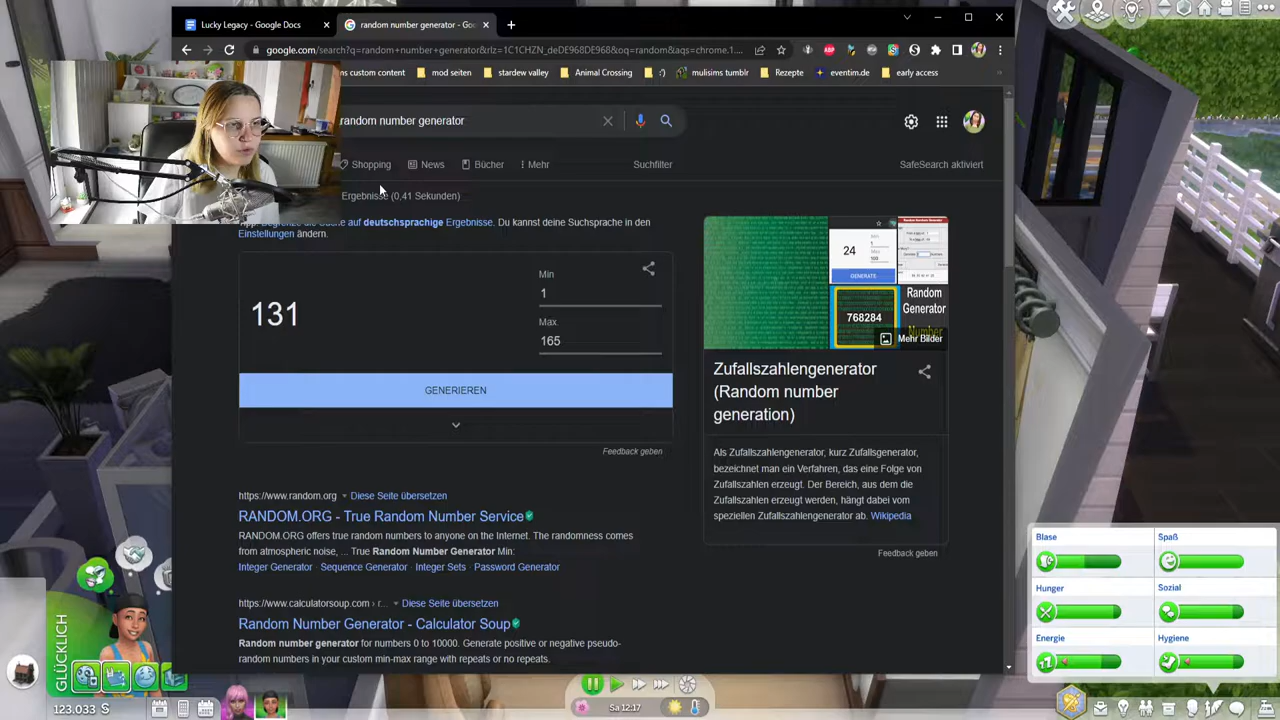 Lucky Legacy - Google Docs
random number generator - Go
google.com/search?q=random+number+generator&rlz=1C1CHZN_deDE968DE968&oq=random&aqs=chrome.1....
ms custom content
mod seiten
stardew valley
Animal Crossing
:)
mulisims tumblr
Rezepte
eventim.de
early access
random number generator
Shopping
News
Bücher
Mehr
Suchfilter
SafeSearch aktiviert
Ergebnisse (0,41 Sekunden)
auf deutschsprachige Ergebnisse. Du kannst deine Suchsprache in den
Einstellungen ändern.
131
Min
1
Max
165
GENERIEREN
Feedback geben
24
GENERATE
768284
Random
Generator
Number
Mehr Bilder
Zufallszahlengenerator
(Random number
generation)
Als Zufallszahlengenerator, kurz Zufallsgenerator,
bezeichnet man ein Verfahren, das eine Folge von
Zufallszahlen erzeugt. Der Bereich, aus dem die
Zufallszahlen erzeugt werden, hängt dabei vom
speziellen Zufallszahlengenerator ab. Wikipedia
Feedback geben
https://www.random.org
Diese Seite übersetzen
RANDOM.ORG - True Random Number Service
RANDOM.ORG offers true random numbers to anyone on the Internet. The randomness comes
from atmospheric noise, ... True Random Number Generator Min:
Integer Generator · Sequence Generator · Integer Sets · Password Generator
https://www.calculatorsoup.com › r...
Diese Seite übersetzen
Random Number Generator - Calculator Soup
Random number generator for numbers 0 to 10000. Generate positive or negative pseudo-
random numbers in your custom min-max range with repeats or no repeats.
Blase
Spaß
Hunger
Sozial
Energie
Hygiene
GLÜCKLICH
123.033 $
Sa 12:17